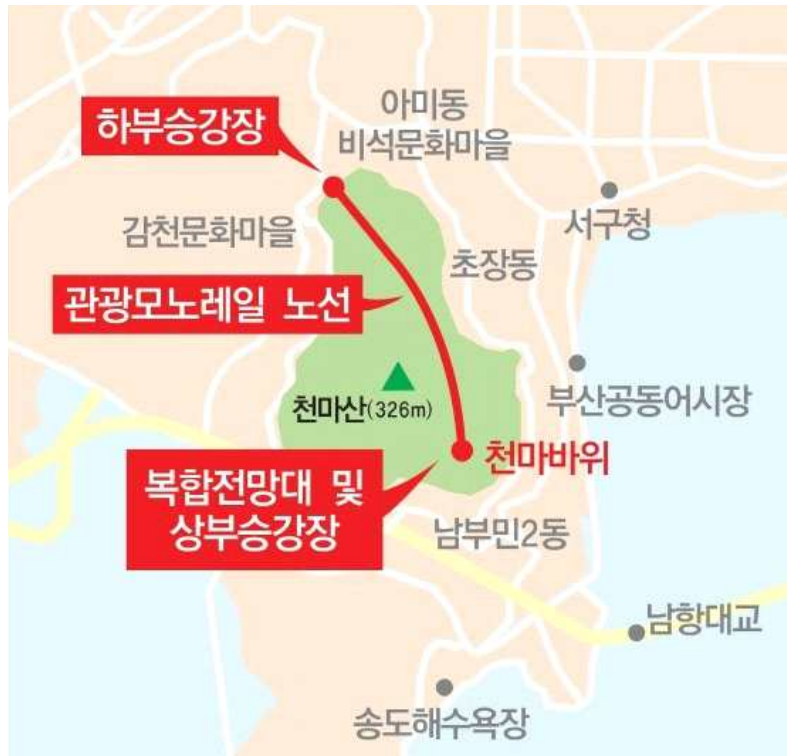 하부승강장
아미동
비석문화마을
서구청
감천문화마을
초장동
관광모노레일 노선
천마산(326m)
부산공동어시장
천마바위
복합전망대 및
상부승강장
남부민2동
남항대교
송도해수욕장